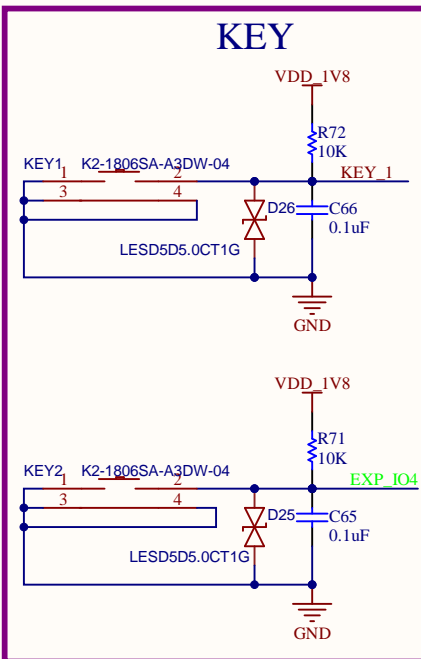 KEY
VDD_1V8
R72
10K
KEY1 K2-1806SA-A3DW-04
1 2
KEY_1
3 4
D26
C66
0.1uF
LESD5D5.0CT1G
GND
VDD_1V8
R71
10K
KEY2 K2-1806SA-A3DW-04
1 2
EXP_IO4
3 4
D25
C65
0.1uF
LESD5D5.0CT1G
GND